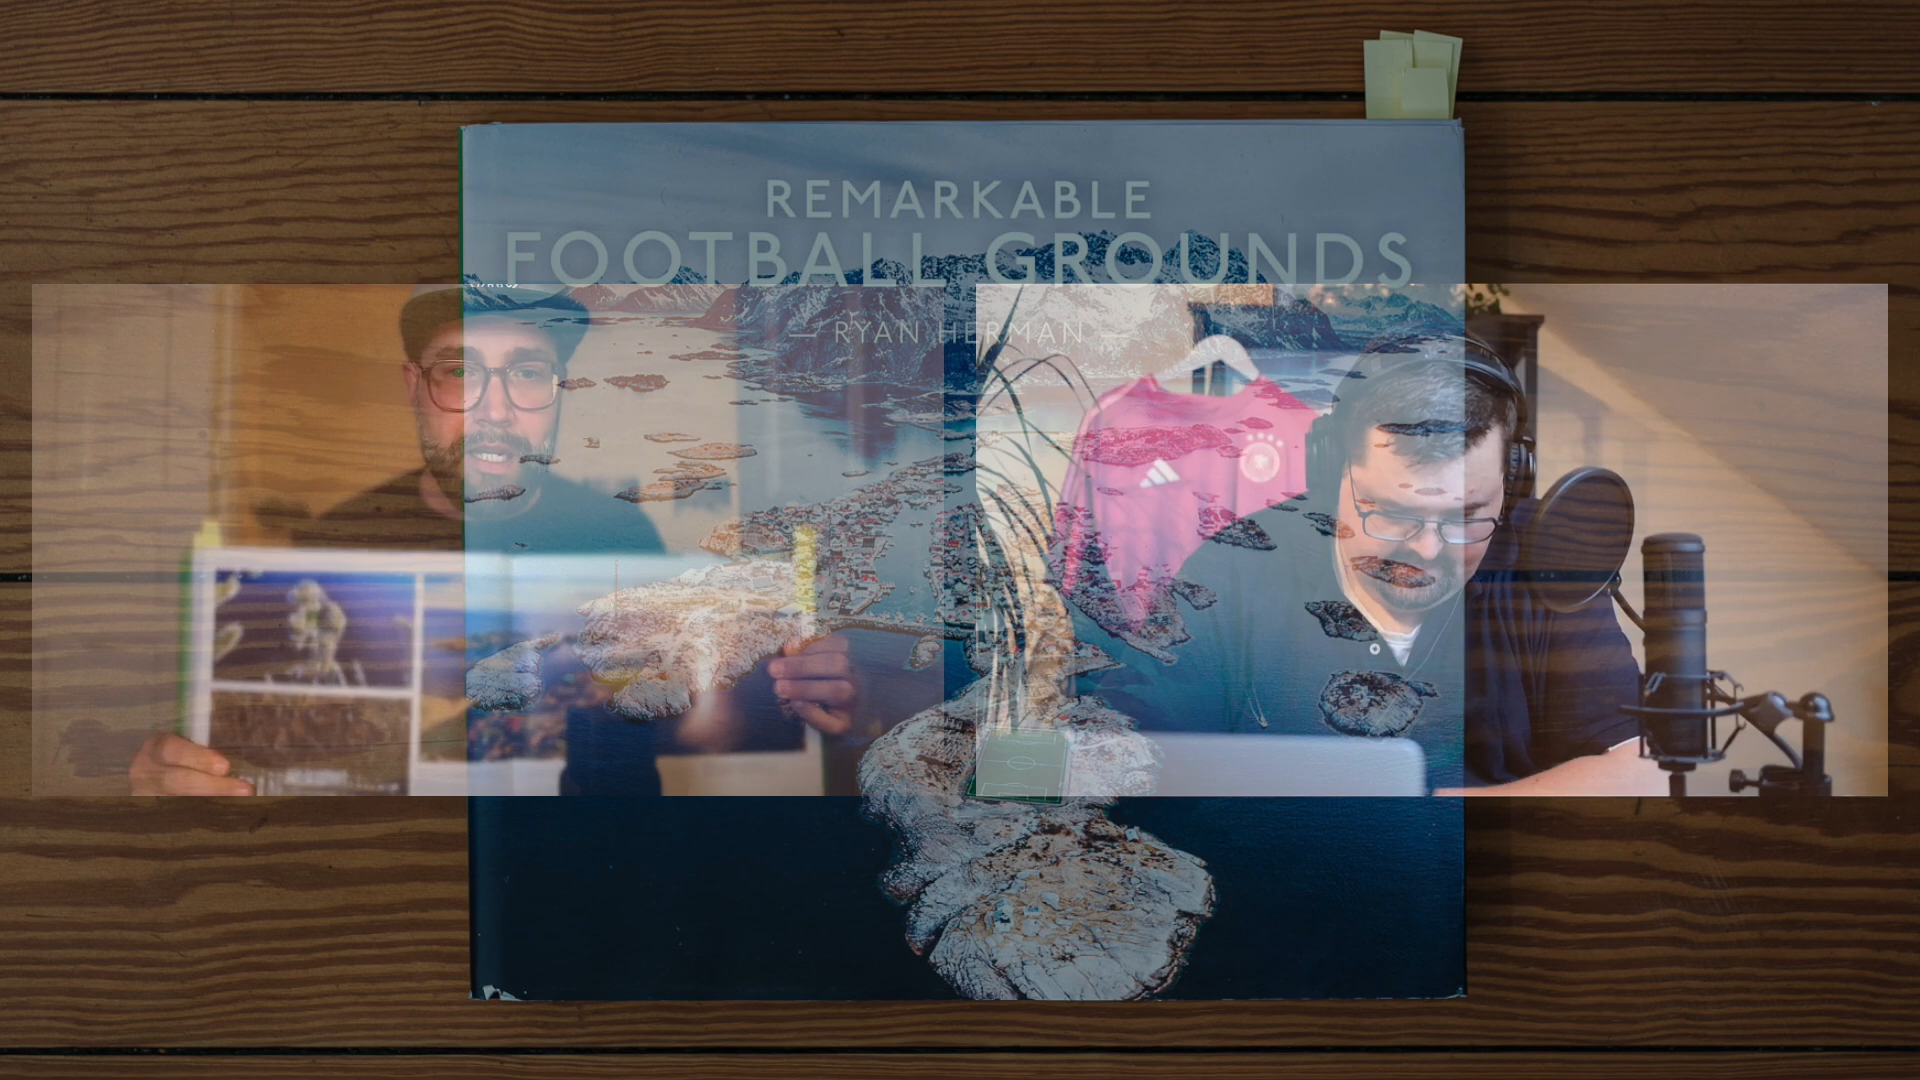 REMARKABLE
FOOTBALL GROUNDS
— RYAN HERMAN —